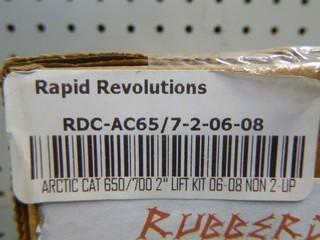 Rapid Revolutions
RDC-AC65/7-2-06-08
ARCTIC CAT 650/700 2" LIFT KIT 06-08 NON 2-UP